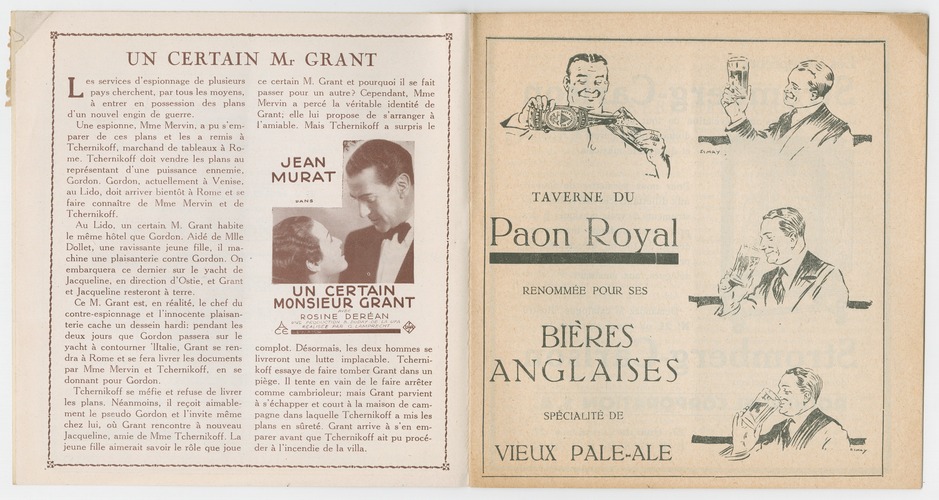 UN CERTAIN Mr GRANT
Les services d'espionnage de plusieurs
pays cherchent, par tous les moyens,
à entrer en possession des plans
d'un nouvel engin de guerre.
Une espionne, Mme Mervin, a pu s'em-
parer de ces plans et les a remis à
Tchernikoff, marchand de tableaux à Ro-
me. Tchernikoff doit vendre les plans au
représentant d'une puissance ennemie,
Gordon. Gordon, actuellement à Venise,
au Lido, doit arriver bientôt à Rome et se
faire connaître de Mme Mervin et de
Tchernikoff.
Au Lido, un certain M. Grant habite
le même hôtel que Gordon. Aidé de Mlle
Dollet, une ravissante jeune fille, il ma-
chine une plaisanterie contre Gordon. On
embarquera ce dernier sur le yacht de
Jacqueline, en direction d'Ostie, et Grant
et Jacqueline resteront à terre.
Ce M. Grant est, en réalité, le chef du
contre-espionnage et l'innocente plaisan-
terie cache un dessein hardi: pendant les
deux jours que Gordon passera sur le
yacht à contourner l'Italie, Grant se ren-
dra à Rome et se fera livrer les documents
par Mme Mervin et Tchernikoff, en se
donnant pour Gordon.
Tchernikoff se méfie et refuse de livrer
les plans. Néanmoins, il reçoit aimable-
ment le pseudo Gordon et l'invite même
chez lui, où Grant rencontre à nouveau
Jacqueline, amie de Mme Tchernikoff. La
jeune fille aimerait savoir le rôle que joue
ce certain M. Grant et pourquoi il se fait
passer pour un autre? Cependant, Mme
Mervin a percé la véritable identité de
Grant; elle lui propose de s'arranger à
l'amiable. Mais Tchernikoff a surpris le
JEAN
MURAT
DANS
UN CERTAIN
MONSIEUR GRANT
AVEC
ROSINE DERÉAN
RÉALISÉE PAR G. LAMPRECHT
ACE
UFA
complot. Désormais, les deux hommes se
livreront une lutte implacable. Tcherni-
koff essaye de faire tomber Grant dans un
piège. Il tente en vain de le faire arrêter
comme cambrioleur; mais Grant parvient
à s'échapper et court à la maison de cam-
pagne dans laquelle Tchernikoff a mis les
plans en sûreté. Grant arrive à s'en em-
parer avant que Tchernikoff ait pu procé-
der à l'incendie de la villa.
TAVERNE DU
Paon Royal
RENOMMÉE POUR SES
BIÈRES
ANGLAISES
SPÉCIALITÉ DE
VIEUX PALE-ALE